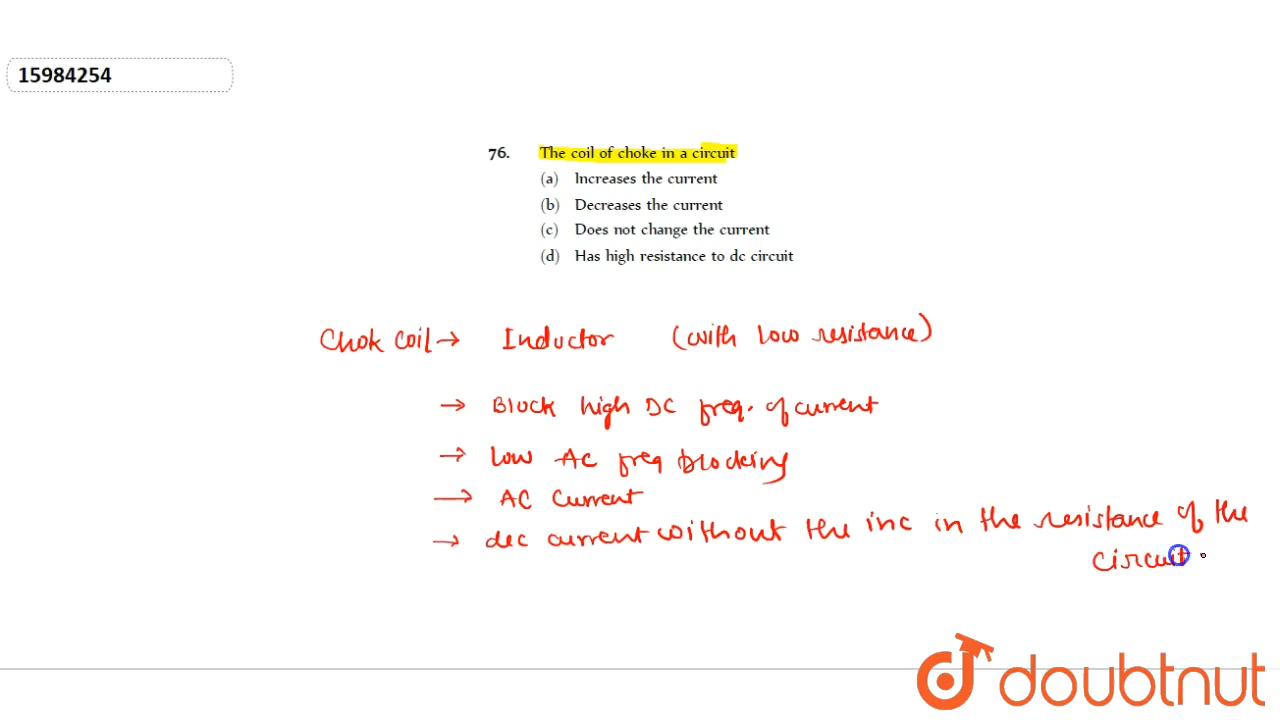 15984254
76. The coil of choke in a circuit
(a) Increases the current
(b) Decreases the current
(c) Does not change the current
(d) Has high resistance to dc circuit
Chok coil → Inductor (with low resistance)
→ Block high DC freq. of current
→ low AC freq blocking
→ AC current
→ dec current without the inc in the resistance of the
circuit.
doubtnut